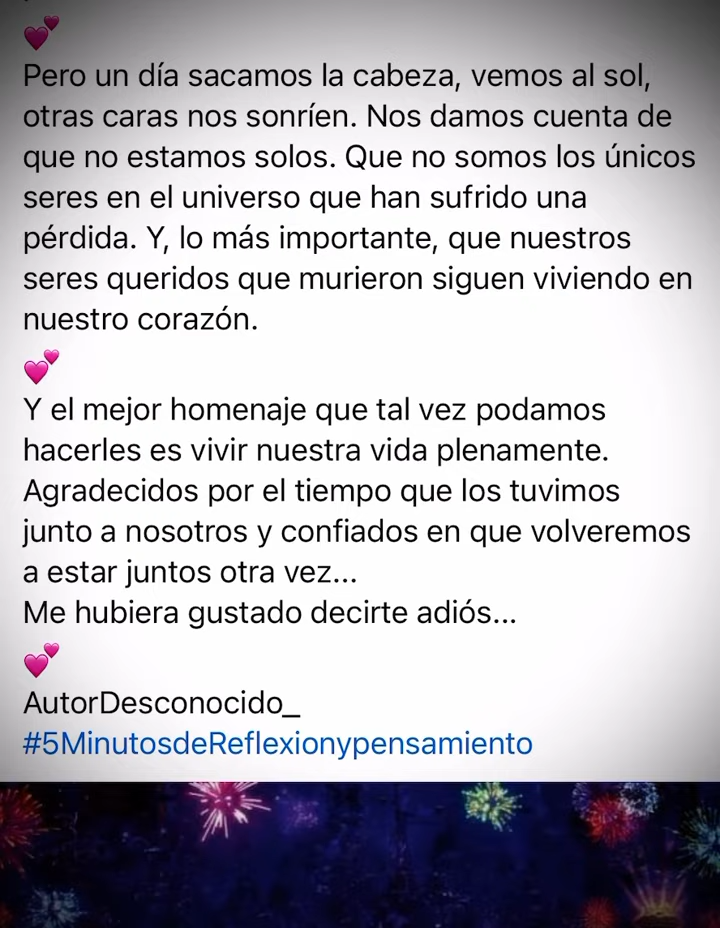 💕
Pero un día sacamos la cabeza, vemos al sol,
otras caras nos sonríen. Nos damos cuenta de
que no estamos solos. Que no somos los únicos
seres en el universo que han sufrido una
pérdida. Y, lo más importante, que nuestros
seres queridos que murieron siguen viviendo en
nuestro corazón.
💕
Y el mejor homenaje que tal vez podamos
hacerles es vivir nuestra vida plenamente.
Agradecidos por el tiempo que los tuvimos
junto a nosotros y confiados en que volveremos
a estar juntos otra vez...
Me hubiera gustado decirte adiós...
💕
AutorDesconocido_
#5MinutosdeReflexionypensamiento